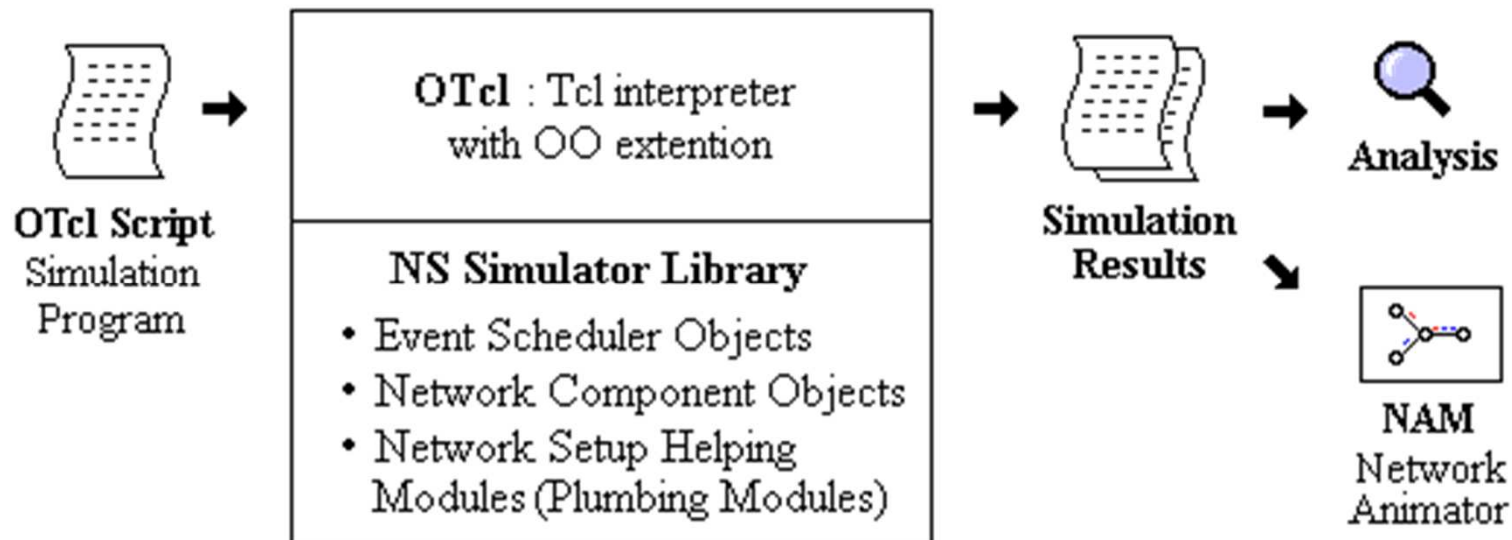 OTcl Script
Simulation
Program
OTcl : Tcl interpreter
with OO extention
NS Simulator Library
• Event Scheduler Objects
• Network Component Objects
• Network Setup Helping
Modules (Plumbing Modules)
Simulation
Results
Analysis
NAM
Network
Animator